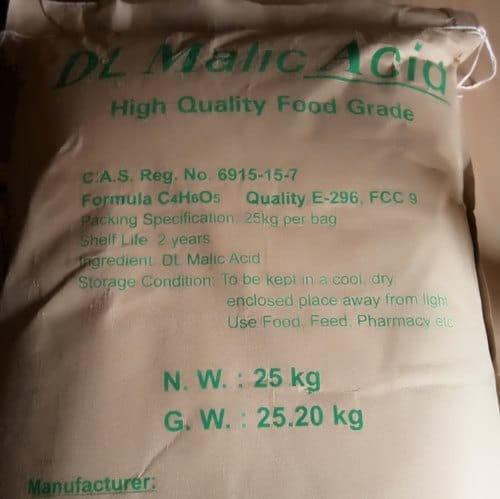 DL Malic Acid
High Quality Food Grade
C.A.S. Reg. No. 6915-15-7
Formula C4H6O5 Quality E-296, FCC 9
Packing Specification: 25kg per bag
Shelf Life: 2 years
Ingredient: DL Malic Acid
Storage Condition: To be kept in a cool, dry
enclosed place away from light
Use Food, Feed, Pharmacy etc
N. W. : 25 kg
G. W. : 25.20 kg
Manufacturer: